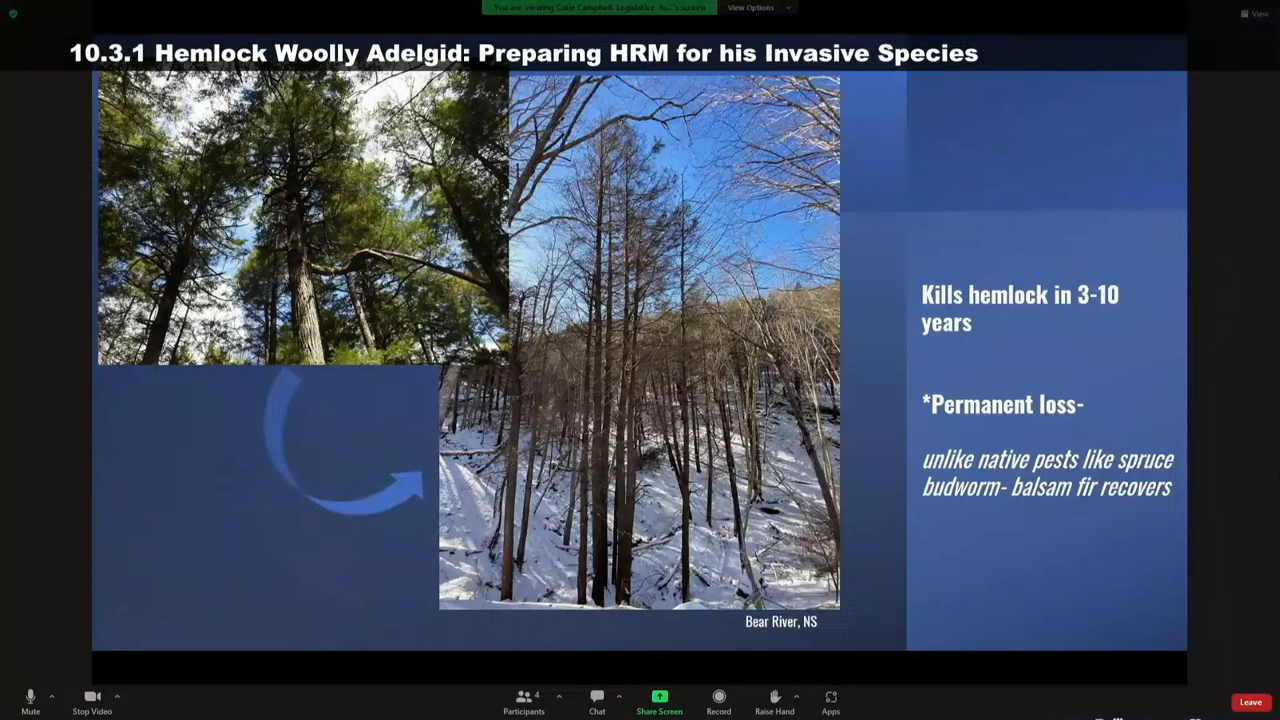 You are viewing Catie Campbell, Legislative As...'s screen
View Options
View
10.3.1 Hemlock Woolly Adelgid: Preparing HRM for his Invasive Species
Kills hemlock in 3-10
years
*Permanent loss-
unlike native pests like spruce
budworm- balsam fir recovers
Bear River, NS
Mute
Stop Video
4
Participants
Chat
Share Screen
Record
Raise Hand
Apps
Leave